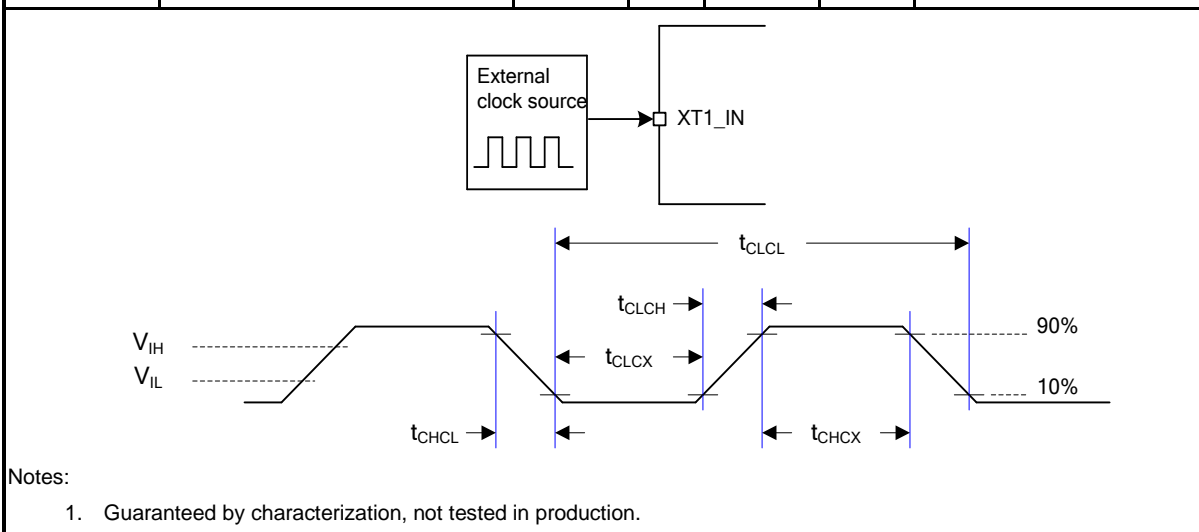 External
clock source
XT1_IN
tCLCL
tCLCH
90%
VIH
tCLCX
VIL
10%
tCHCL
tCHCX
Notes:
1. Guaranteed by characterization, not tested in production.